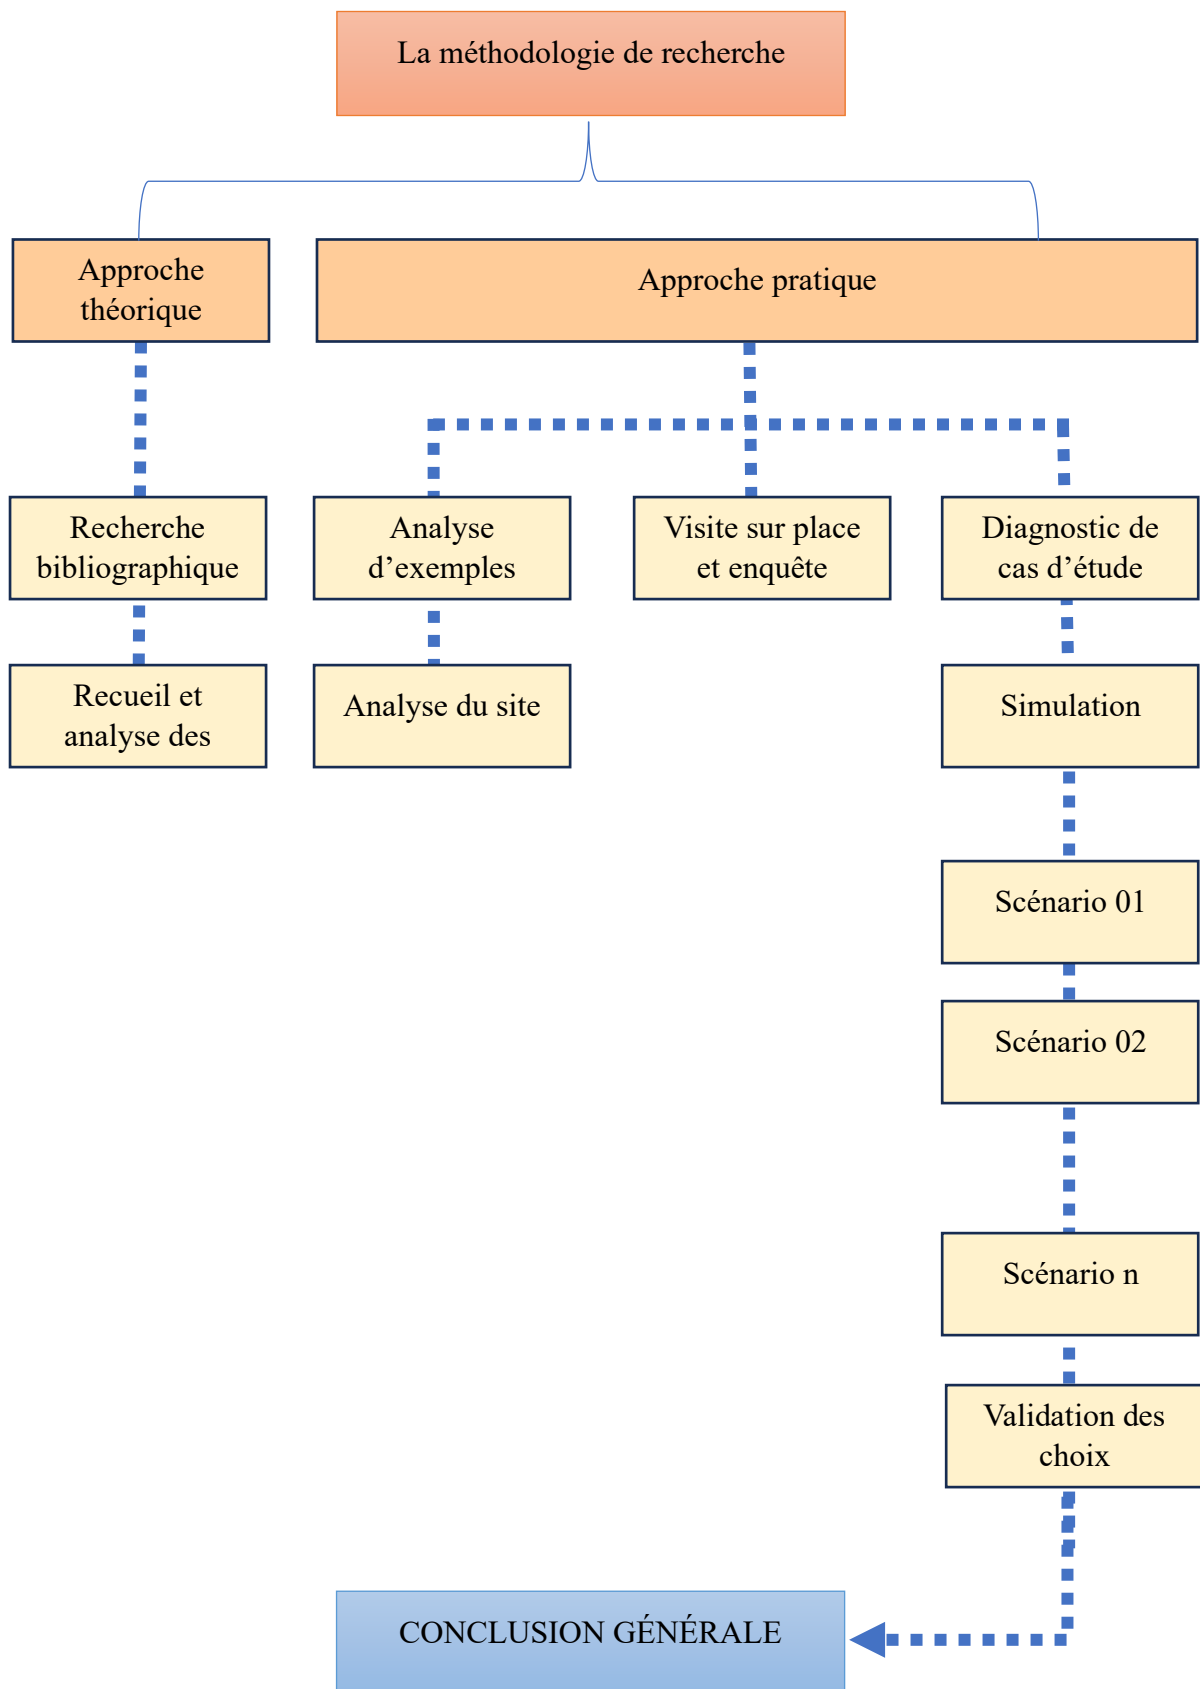 La méthodologie de recherche
Approche
théorique
Approche pratique
Recherche
bibliographique
Analyse
d’exemples
Visite sur place
et enquête
Diagnostic de
cas d’étude
Recueil et
analyse des
Analyse du site
Simulation
Scénario 01
Scénario 02
Scénario n
Validation des
choix
CONCLUSION GÉNÉRALE